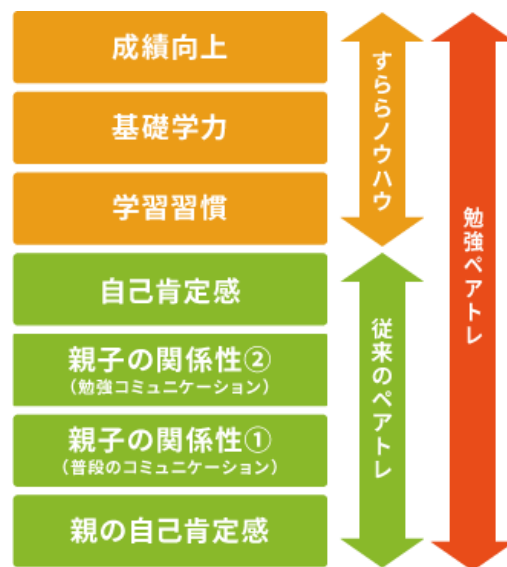 成績向上
基礎学力
学習習慣
自己肯定感
親子の関係性②
（勉強コミュニケーション）
親子の関係性①
（普段のコミュニケーション）
親の自己肯定感
すららノウハウ
従来のペアトレ
勉強ペアトレ